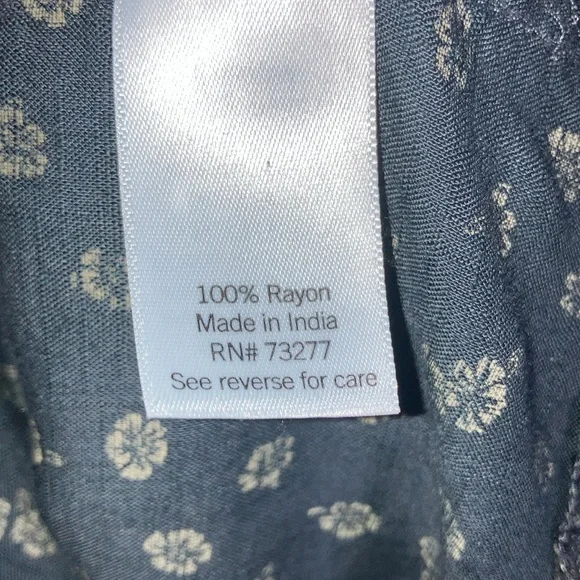 100% Rayon
Made in India
RN# 73277
See reverse for care